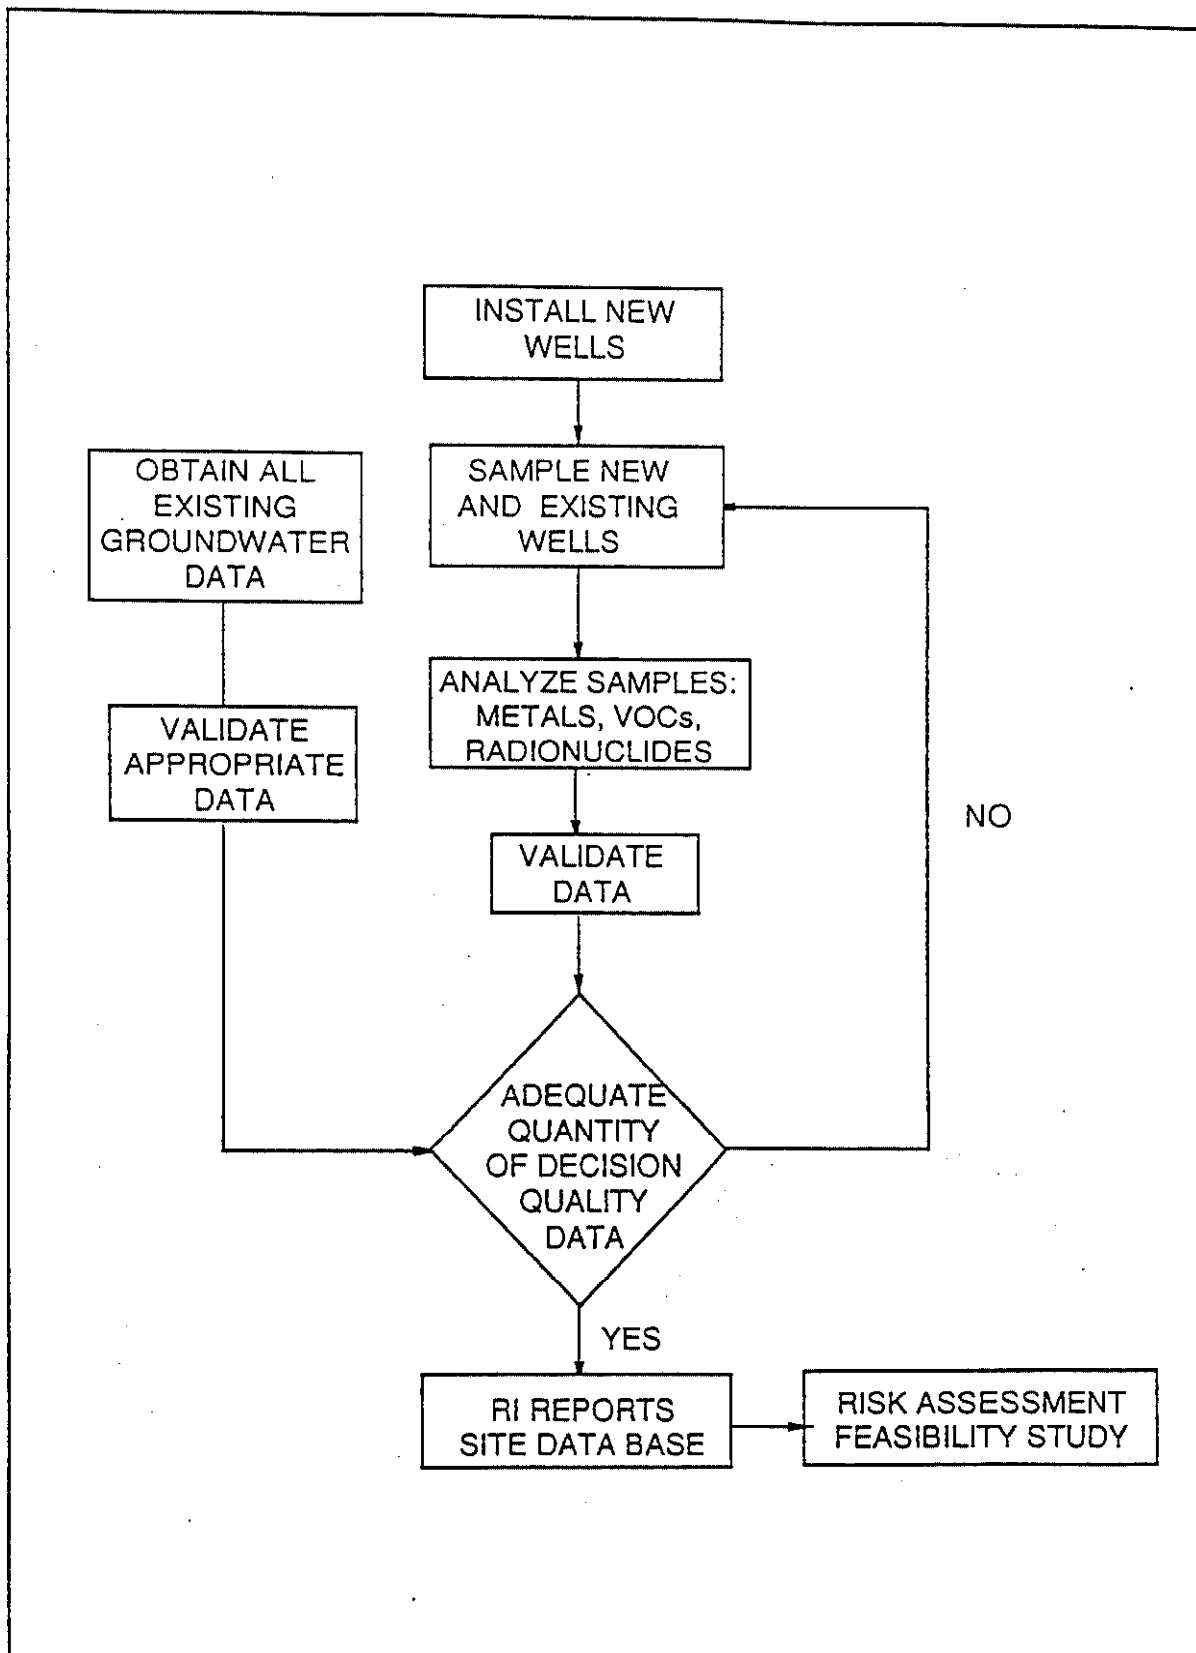 INSTALL NEW
WELLS
OBTAIN ALL
EXISTING
GROUNDWATER
DATA
SAMPLE NEW
AND EXISTING
WELLS
ANALYZE SAMPLES:
METALS, VOCs,
RADIONUCLIDES
VALIDATE
APPROPRIATE
DATA
NO
VALIDATE
DATA
ADEQUATE
QUANTITY
OF DECISION
QUALITY
DATA
YES
RI REPORTS
SITE DATA BASE
RISK ASSESSMENT
FEASIBILITY STUDY